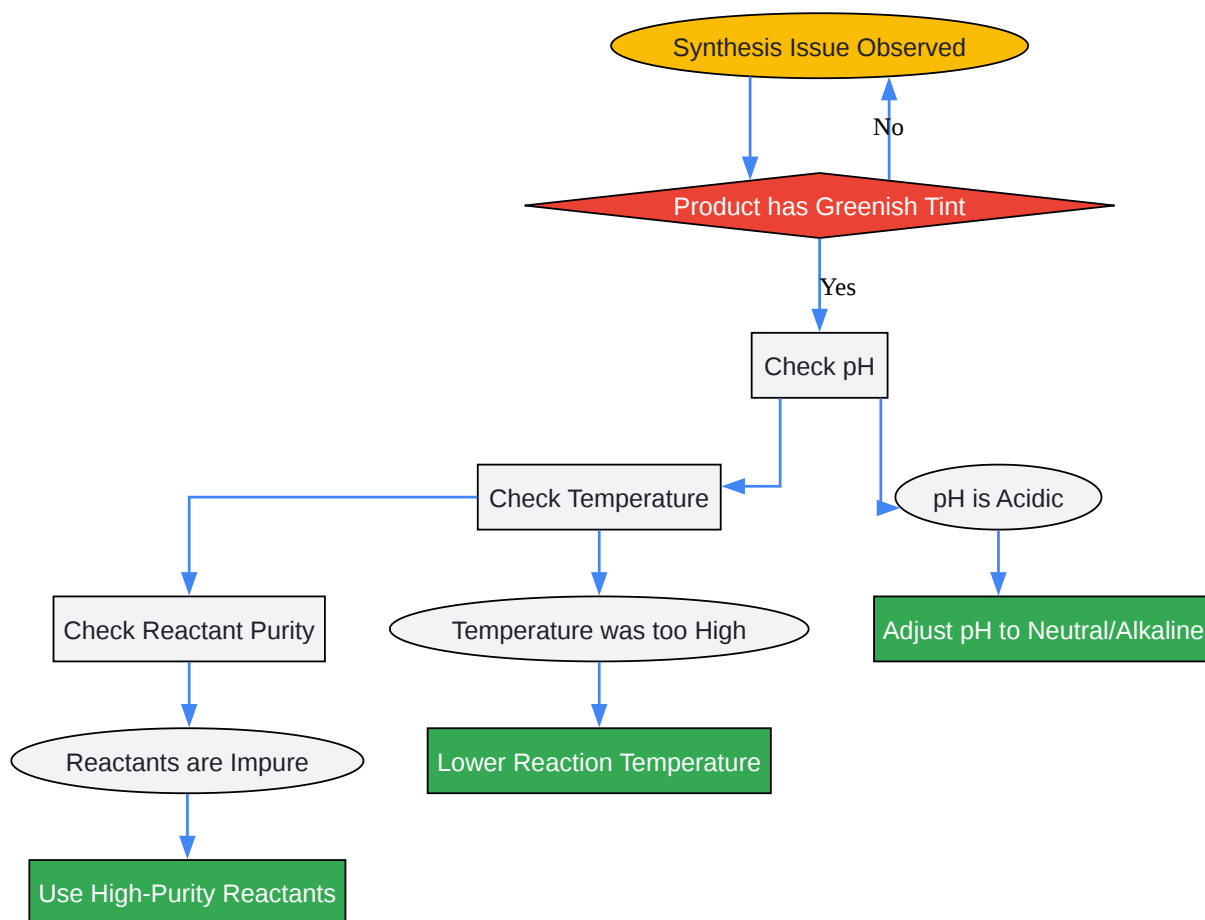 Synthesis Issue Observed
No
Product has Greenish Tint
Yes
Check pH
Check Temperature
pH is Acidic
Check Reactant Purity
Temperature was too High
Adjust pH to Neutral/Alkaline
Reactants are Impure
Lower Reaction Temperature
Use High-Purity Reactants